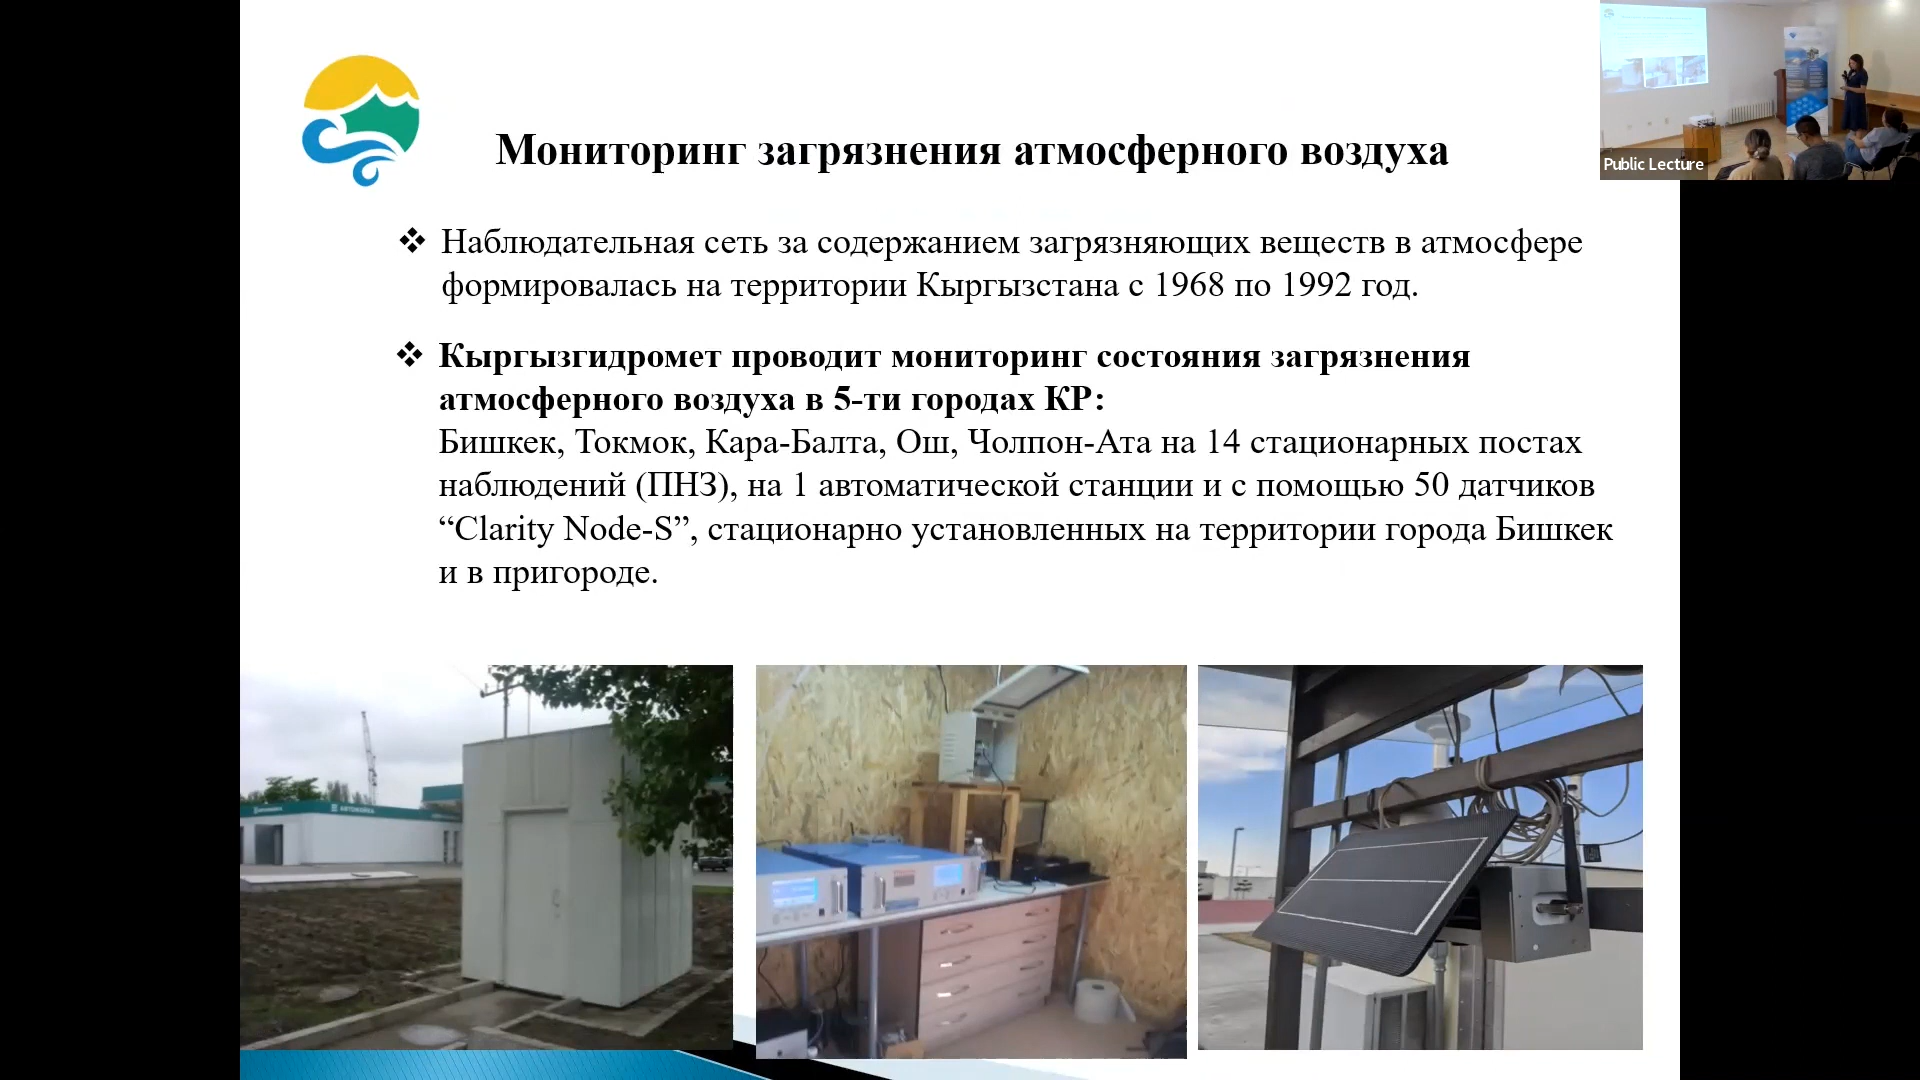 Мониторинг загрязнения атмосферного воздуха
❖ Наблюдательная сеть за содержанием загрязняющих веществ в атмосфере
формировалась на территории Кыргызстана с 1968 по 1992 год.
❖ Кыргызгидромет проводит мониторинг состояния загрязнения
атмосферного воздуха в 5-ти городах КР:
Бишкек, Токмок, Кара-Балта, Ош, Чолпон-Ата на 14 стационарных постах
наблюдений (ПНЗ), на 1 автоматической станции и с помощью 50 датчиков
“Clarity Node-S”, стационарно установленных на территории города Бишкек
и в пригороде.
Public Lecture
АВТОМОЙКА